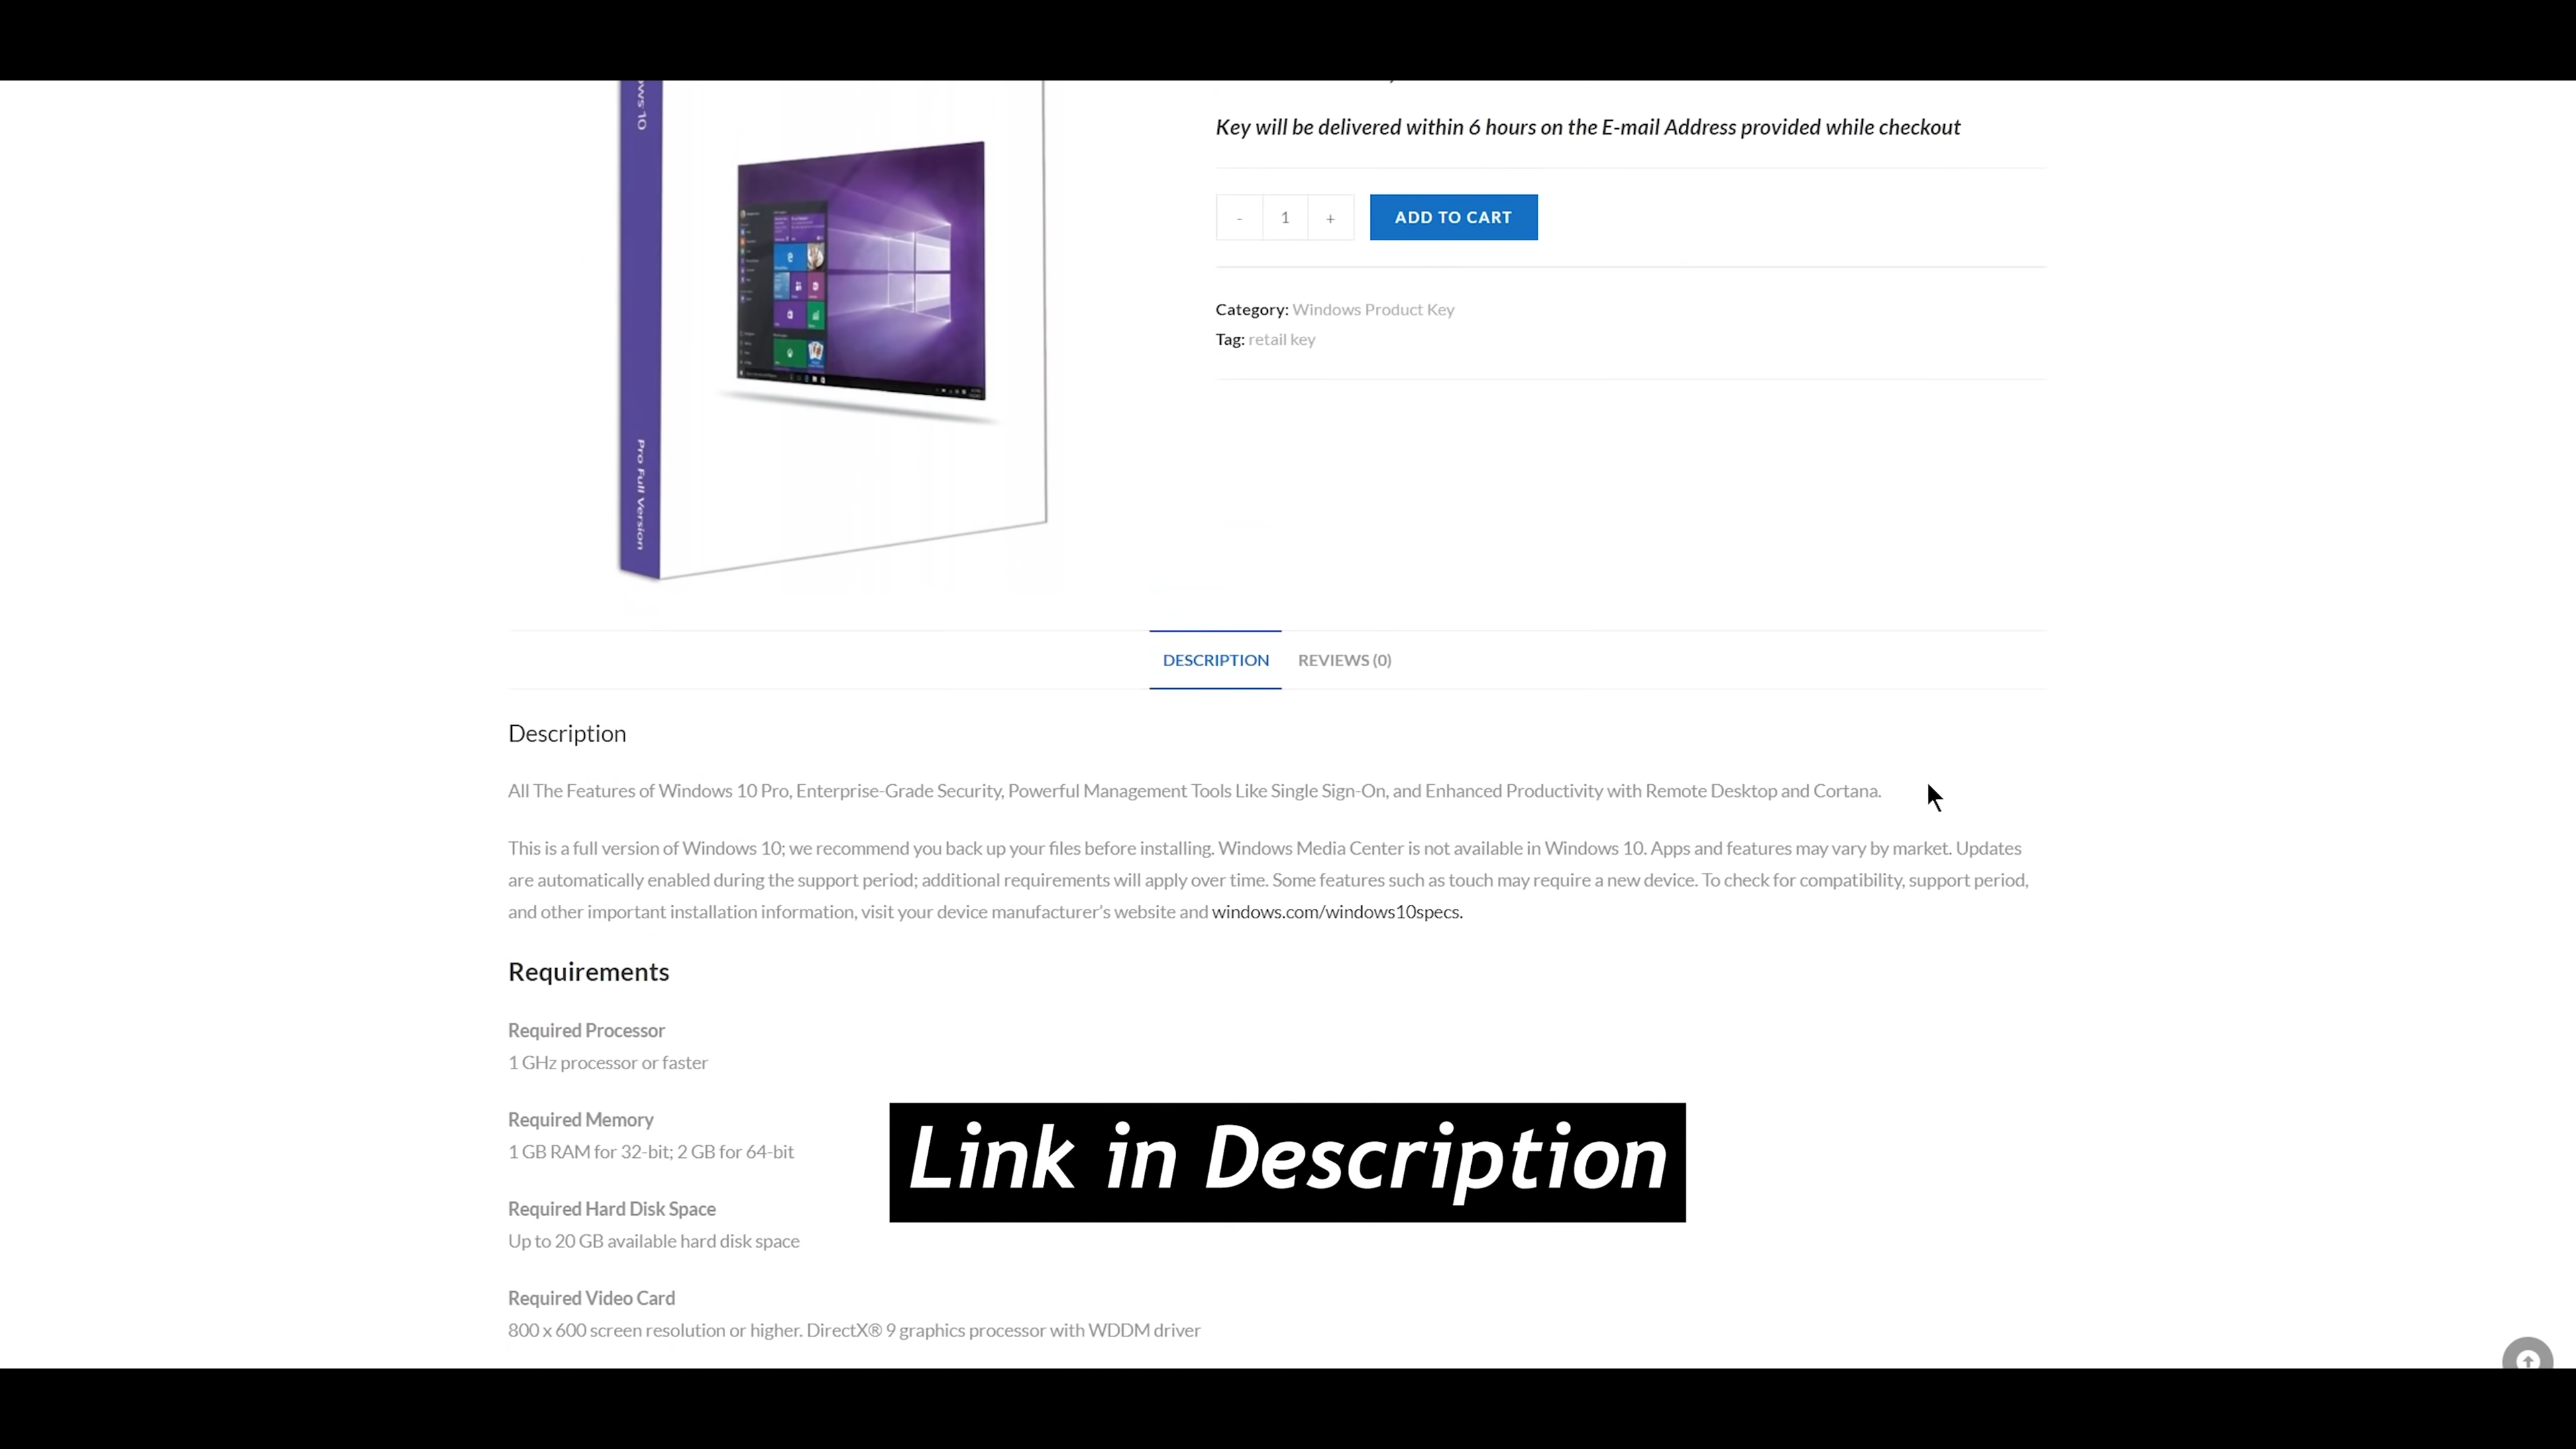 ows 10
Pro Full Version
Key will be delivered within 6 hours on the E-mail Address provided while checkout
- 1 + ADD TO CART
Category: Windows Product Key
Tag: retail key
DESCRIPTION REVIEWS (0)
Description
All The Features of Windows 10 Pro, Enterprise-Grade Security, Powerful Management Tools Like Single Sign-On, and Enhanced Productivity with Remote Desktop and Cortana.
This is a full version of Windows 10; we recommend you back up your files before installing. Windows Media Center is not available in Windows 10. Apps and features may vary by market. Updates
are automatically enabled during the support period; additional requirements will apply over time. Some features such as touch may require a new device. To check for compatibility, support period,
and other important installation information, visit your device manufacturer's website and windows.com/windows10specs.
Requirements
Required Processor
1 GHz processor or faster
Required Memory
1 GB RAM for 32-bit; 2 GB for 64-bit
Link in Description
Required Hard Disk Space
Up to 20 GB available hard disk space
Required Video Card
800 x 600 screen resolution or higher. DirectX® 9 graphics processor with WDDM driver